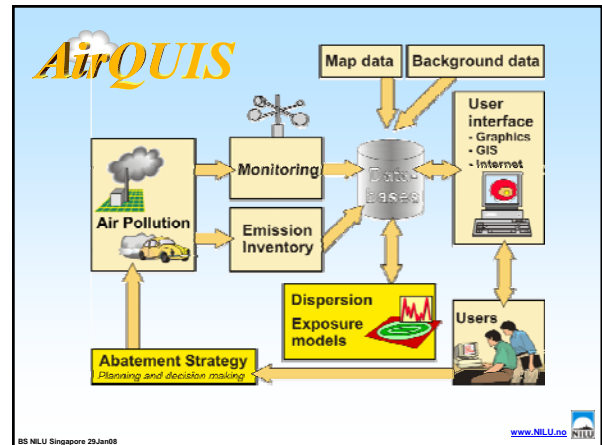 AirQUIS
Map data
Background data
User
interface
- Graphics
- GIS
- Internet
Monitoring
Data-
bases
Air Pollution
Emission
Inventory
Dispersion
Exposure
models
Users
Abatement Strategy
Planning and decision making
BS NILU Singapore 29Jan08
www.NILU.no
NILU